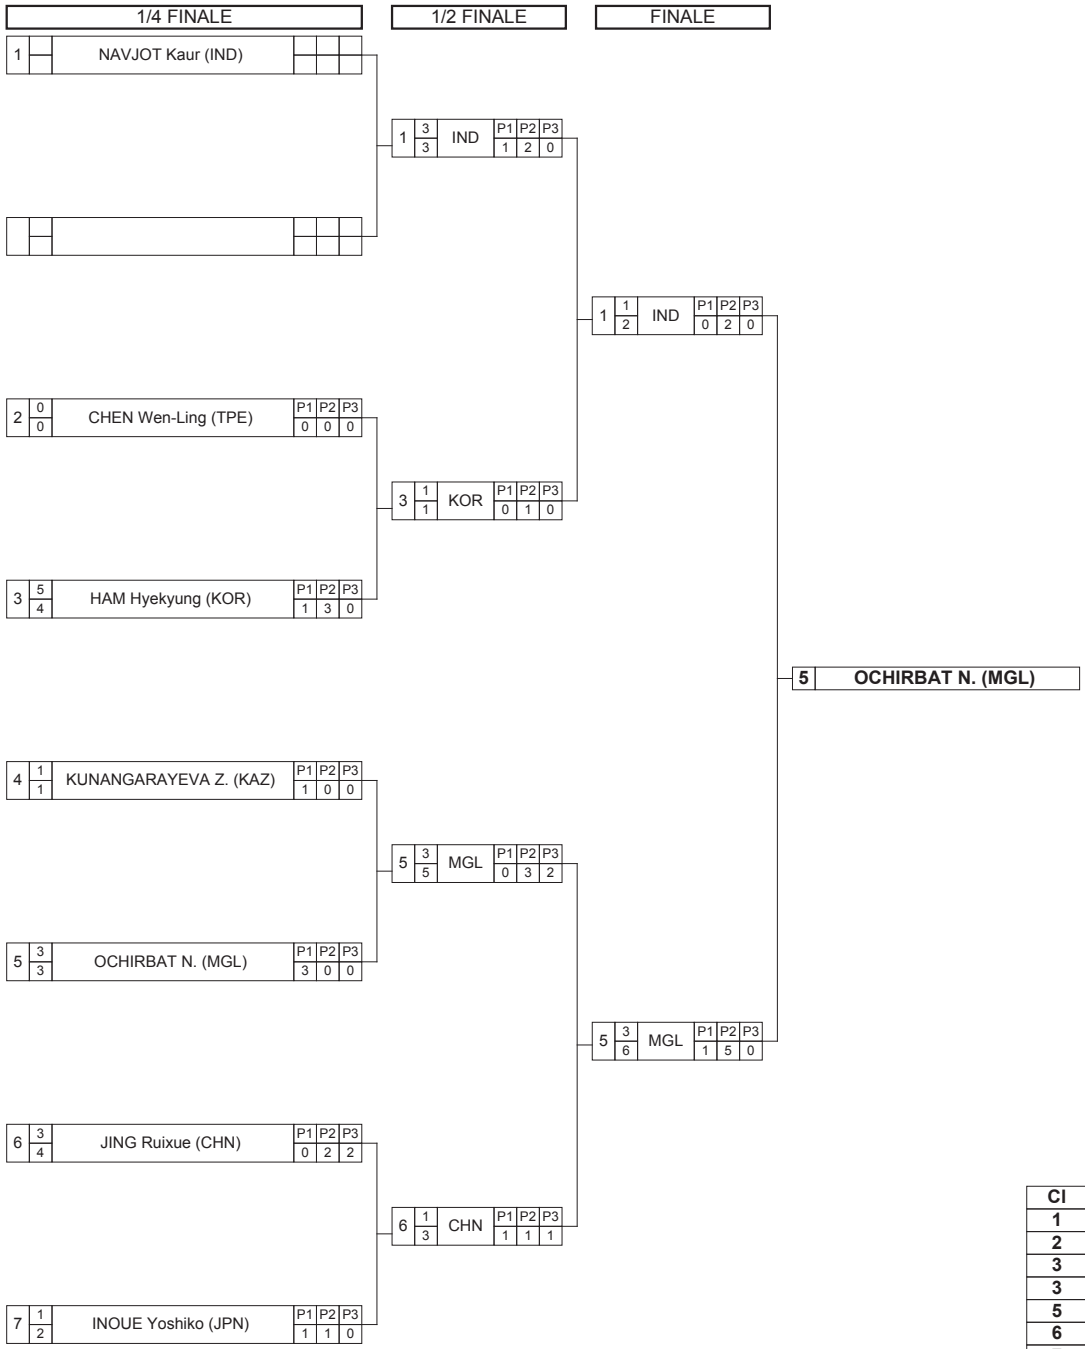 1/4 FINALE 1/2 FINALE FINALE
1 NAVJOT Kaur (IND)
1 3 3 IND P1 P2 P3
1 2 0
1 1 2 IND P1 P2 P3
0 2 0
2 0 0 CHEN Wen-Ling (TPE) P1 P2 P3
0 0 0
3 1 1 KOR P1 P2 P3
0 1 0
3 5 4 HAM Hyekyung (KOR) P1 P2 P3
1 3 0
5 OCHIRBAT N. (MGL)
4 1 1 KUNANGARAYEVA Z. (KAZ) P1 P2 P3
1 0 0
5 3 5 MGL P1 P2 P3
0 3 2
5 3 3 OCHIRBAT N. (MGL) P1 P2 P3
3 0 0
5 3 6 MGL P1 P2 P3
1 5 0
6 3 4 JING Ruixue (CHN) P1 P2 P3
0 2 2
6 1 3 CHN P1 P2 P3
1 1 1
7 1 2 INOUE Yoshiko (JPN) P1 P2 P3
1 1 0
Cl
1
2
3
3
5
6